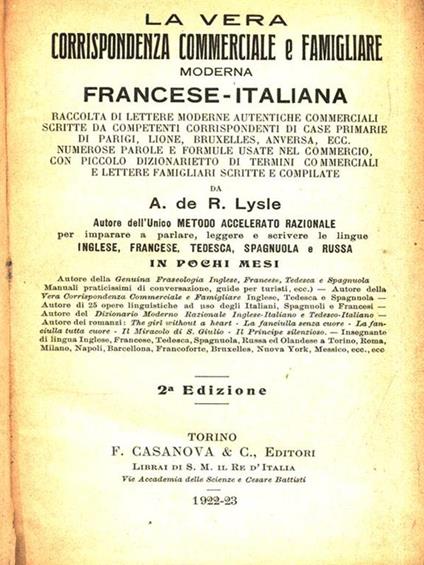 LA VERA
CORRISPONDENZA COMMERCIALE e FAMIGLIARE
MODERNA
FRANCESE-ITALIANA
RACCOLTA DI LETTERE MODERNE AUTENTICHE COMMERCIALI
SCRITTE DA COMPETENTI CORRISPONDENTI DI CASE PRIMARIE
DI PARIGI, LIONE, BRUXELLES, ANVERSA, ECC.
NUMEROSE PAROLE E FORMULE USATE NEL COMMERCIO,
CON PICCOLO DIZIONARIETTO DI TERMINI COMMERCIALI
E LETTERE FAMIGLIARI SCRITTE E COMPILATE
DA
A. de R. Lysle
Autore dell'Unico METODO ACCELERATO RAZIONALE
per imparare a parlare, leggere e scrivere le lingue
INGLESE, FRANCESE, TEDESCA, SPAGNUOLA e RUSSA
IN POCHI MESI
Autore della Genuina Fraseologia Inglese, Francese, Tedesca e Spagnuola
Manuali praticissimi di conversazione, guide per turisti, ecc.) — Autore della
Vera Corrispondenza Commerciale e Famigliare Inglese, Tedesca e Spagnuola —
Autore di 25 opere linguistiche ad uso degli Italiani, Spagnuoli e Francesi —
Autore del Dizionario Moderno Razionale Inglese-Italiano e Tedesco-Italiano —
Autore dei romanzi: The girl without a heart - La fanciulla senza cuore - La fan-
ciulla tutta cuore - Il Miracolo di S. Giulio - Il Principe silenzioso. — Insegnante
di lingua Inglese, Francese, Tedesca, Spagnuola, Russa ed Olandese a Torino, Roma,
Milano, Napoli, Barcellona, Francoforte, Bruxelles, Nuova York, Messico, ecc., ecc
2ª Edizione
TORINO
F. CASANOVA & C., Editori
Librai di S. M. il Re d'Italia
Vie Accademia delle Scienze e Cesare Battisti
1922-23